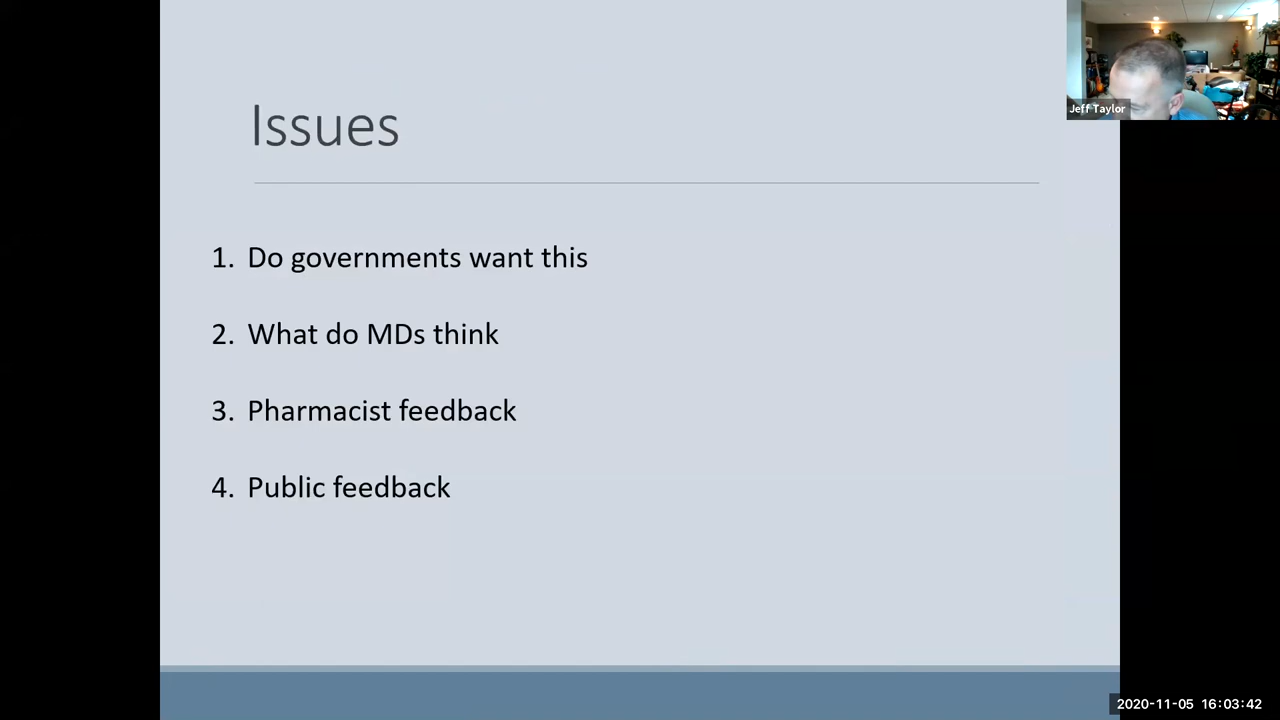 Issues
1. Do governments want this
2. What do MDs think
3. Pharmacist feedback
4. Public feedback
Jeff Taylor
2020-11-05 16:03:42